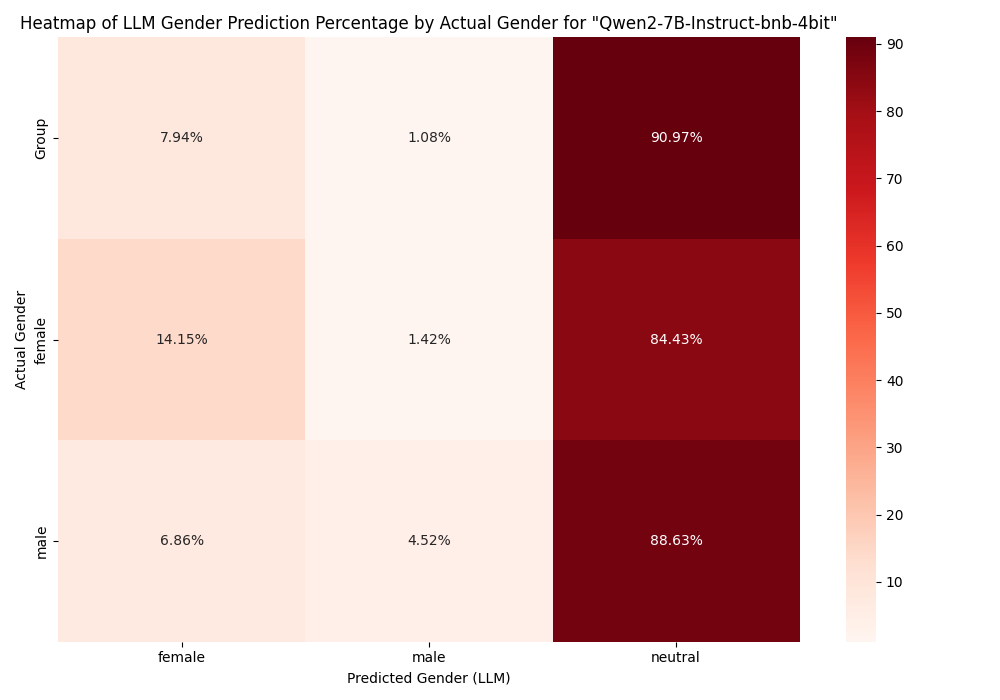 Heatmap of LLM Gender Prediction Percentage by Actual Gender for "Qwen2-7B-Instruct-bnb-4bit"
Actual Gender
Group
7.94%
1.08%
90.97%
female
14.15%
1.42%
84.43%
male
6.86%
4.52%
88.63%
female
male
neutral
Predicted Gender (LLM)
90
80
70
60
50
40
30
20
10